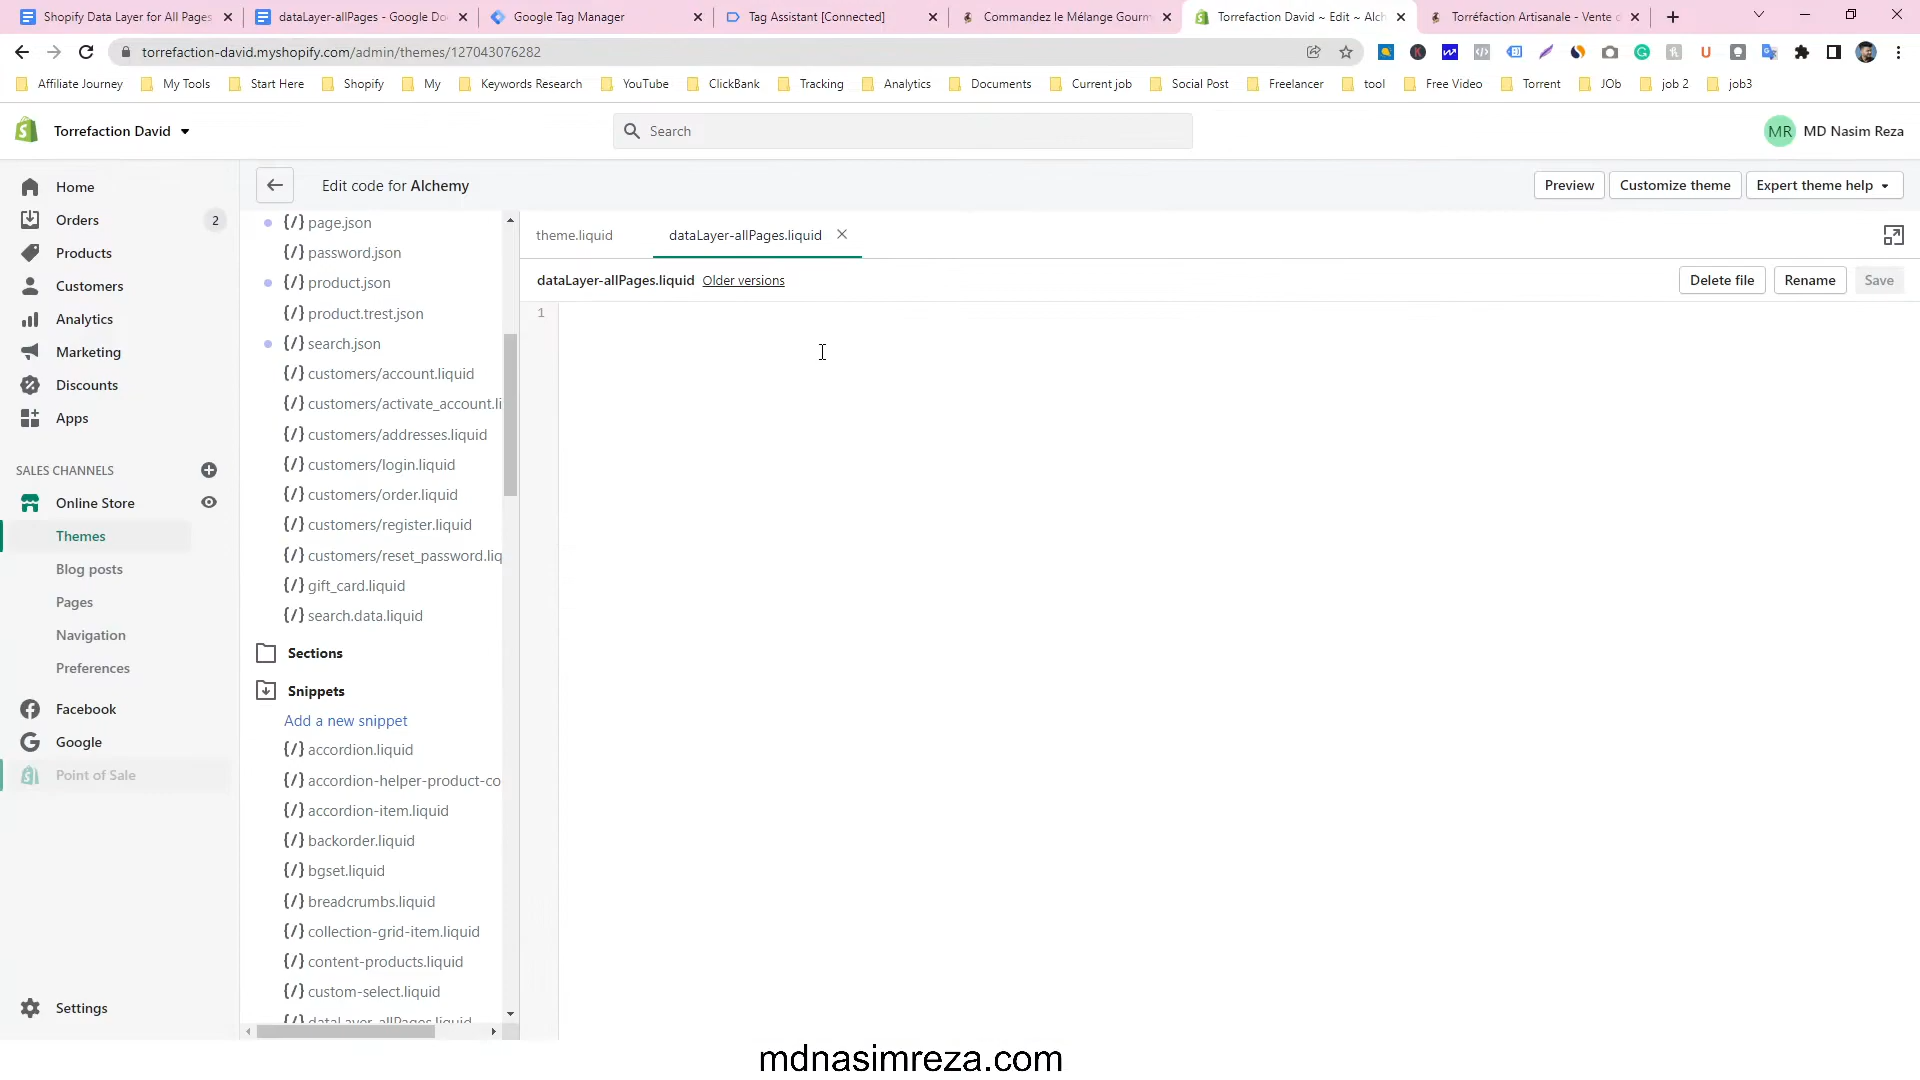 Shopify Data Layer for All Pages
dataLayer-allPages - Google Do
Google Tag Manager
Tag Assistant [Connected]
Commandez le Mélange Gourm
Torrefaction David ~ Edit ~ Alch
Torréfaction Artisanale - Vente
torrefaction-david.myshopify.com/admin/themes/127043076282
Affiliate Journey My Tools Start Here Shopify My Keywords Research YouTube ClickBank Tracking Analytics Documents Current job Social Post Freelancer tool Free Video Torrent JOb job 2 job3
Torrefaction David
Search
MR MD Nasim Reza
Home
Orders 2
Products
Customers
Analytics
Marketing
Discounts
Apps
SALES CHANNELS
Online Store
Themes
Blog posts
Pages
Navigation
Preferences
Facebook
Google
Point of Sale
Settings
Edit code for Alchemy
Preview
Customize theme
Expert theme help
{/} page.json
{/} password.json
{/} product.json
{/} product.trest.json
{/} search.json
{/} customers/account.liquid
{/} customers/activate_account.li
{/} customers/addresses.liquid
{/} customers/login.liquid
{/} customers/order.liquid
{/} customers/register.liquid
{/} customers/reset_password.liq
{/} gift_card.liquid
{/} search.data.liquid
Sections
Snippets
Add a new snippet
{/} accordion.liquid
{/} accordion-helper-product-co
{/} accordion-item.liquid
{/} backorder.liquid
{/} bgset.liquid
{/} breadcrumbs.liquid
{/} collection-grid-item.liquid
{/} content-products.liquid
{/} custom-select.liquid
{/} dataLayer-allPages.liquid
theme.liquid
dataLayer-allPages.liquid
dataLayer-allPages.liquid Older versions
Delete file
Rename
Save
1
mdnasimreza.com